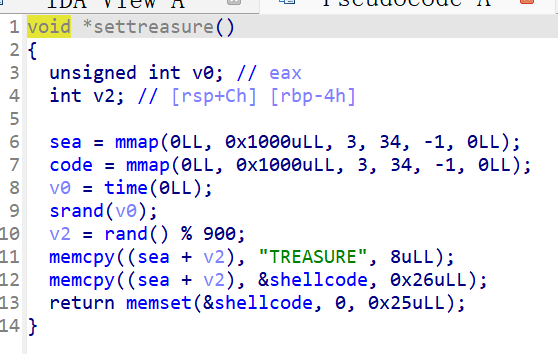 IDA View A Pseudocode A
1 void *settreasure()
2 {
3 unsigned int v0; // eax
4 int v2; // [rsp+Ch] [rbp-4h]
5
6 sea = mmap(0LL, 0x1000uLL, 3, 34, -1, 0LL);
7 code = mmap(0LL, 0x1000uLL, 3, 34, -1, 0LL);
8 v0 = time(0LL);
9 srand(v0);
10 v2 = rand() % 900;
11 memcpy((sea + v2), "TREASURE", 8uLL);
12 memcpy((sea + v2), &shellcode, 0x26uLL);
13 return memset(&shellcode, 0, 0x25uLL);
14 }